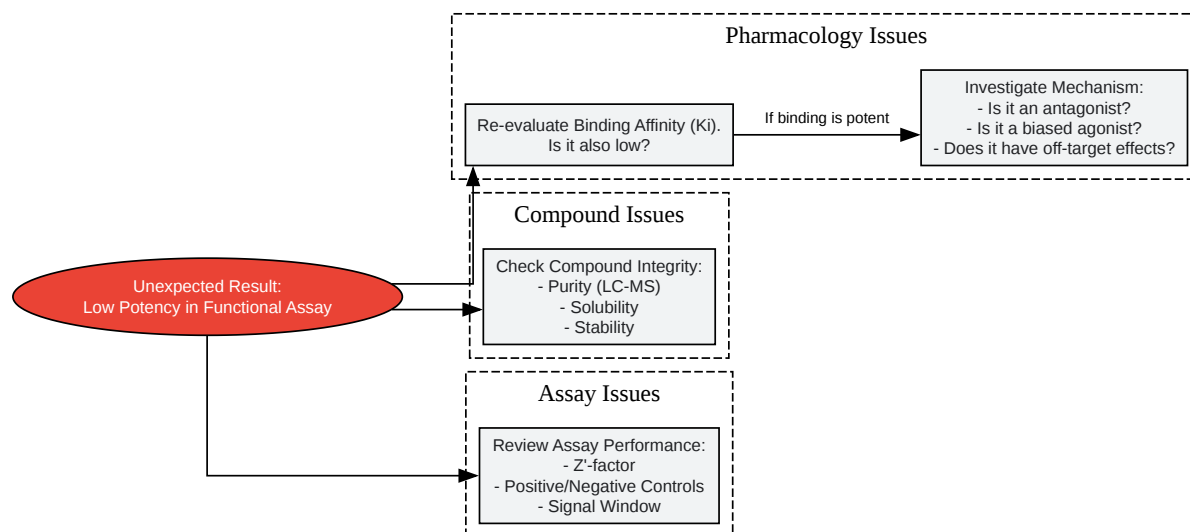 Pharmacology Issues
Re-evaluate Binding Affinity (Ki).
Is it also low?
If binding is potent
Investigate Mechanism:
- Is it an antagonist?
- Is it a biased agonist?
- Does it have off-target effects?
Compound Issues
Check Compound Integrity:
- Purity (LC-MS)
- Solubility
- Stability
Unexpected Result:
Low Potency in Functional Assay
Assay Issues
Review Assay Performance:
- Z'-factor
- Positive/Negative Controls
- Signal Window